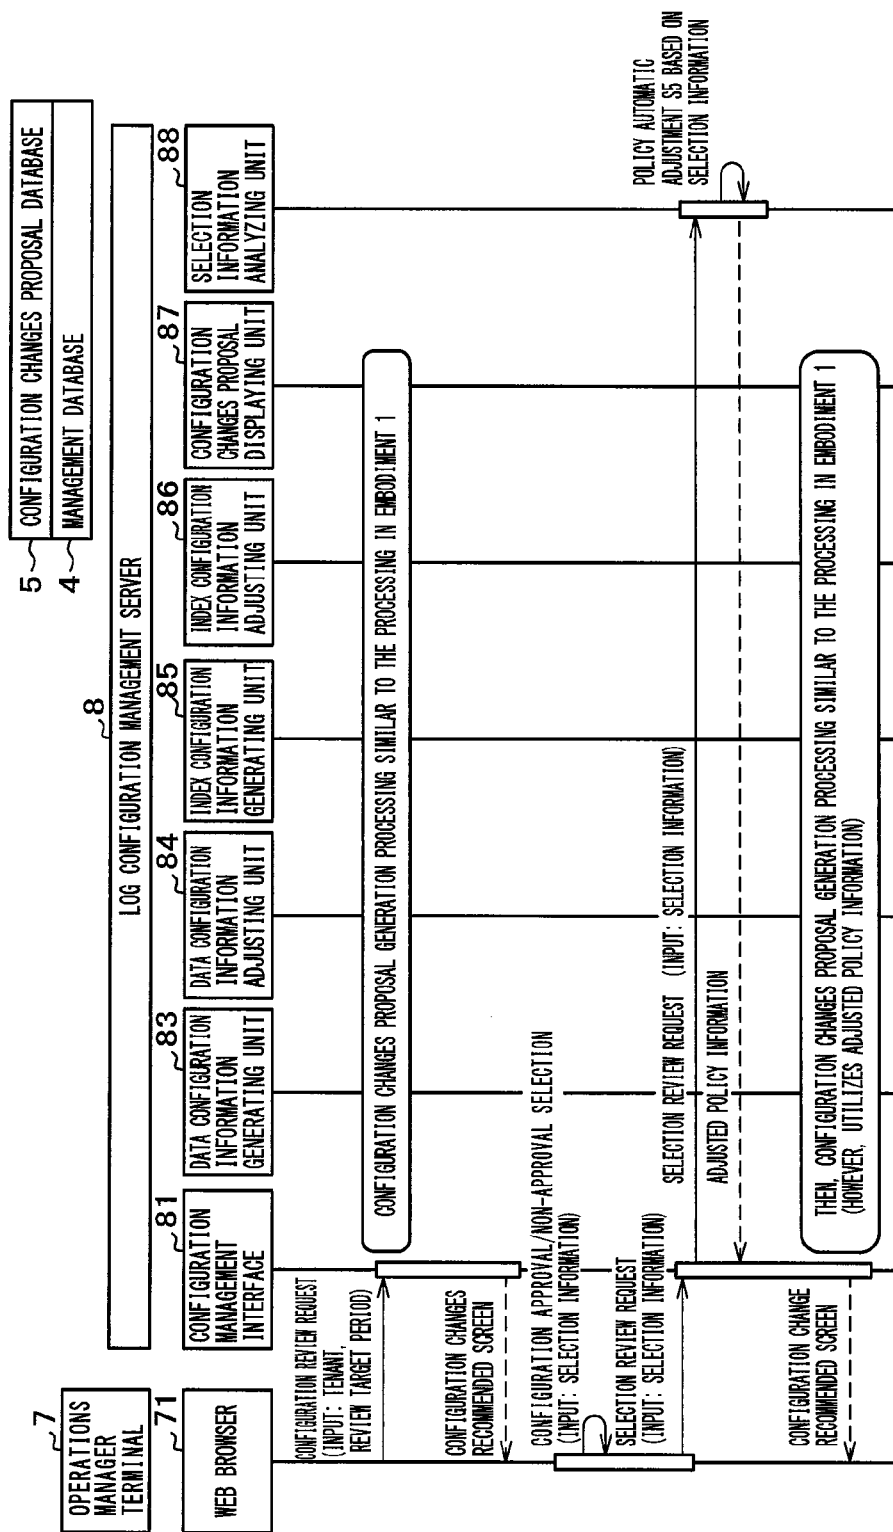 7
OPERATIONS
MANAGER
TERMINAL
8
LOG CONFIGURATION MANAGEMENT SERVER
5
CONFIGURATION CHANGES PROPOSAL DATABASE
4
MANAGEMENT DATABASE
71
WEB BROWSER
81
CONFIGURATION
MANAGEMENT
INTERFACE
83
DATA CONFIGURATION
INFORMATION
GENERATING UNIT
84
DATA CONFIGURATION
INFORMATION
ADJUSTING UNIT
85
INDEX CONFIGURATION
INFORMATION
GENERATING UNIT
86
INDEX CONFIGURATION
INFORMATION
ADJUSTING UNIT
87
CONFIGURATION
CHANGES PROPOSAL
DISPLAYING UNIT
88
SELECTION
INFORMATION
ANALYZING UNIT
CONFIGURATION REVIEW REQUEST
(INPUT: TENANT,
REVIEW TARGET PERIOD)
CONFIGURATION CHANGES PROPOSAL GENERATION PROCESSING SIMILAR TO THE PROCESSING IN EMBODIMENT 1
CONFIGURATION CHANGES
RECOMMENDED SCREEN
CONFIGURATION APPROVAL/NON-APPROVAL SELECTION
(INPUT: SELECTION INFORMATION)
SELECTION REVIEW REQUEST
(INPUT: SELECTION INFORMATION)
SELECTION REVIEW REQUEST (INPUT: SELECTION INFORMATION)
POLICY AUTOMATIC
ADJUSTMENT S5 BASED ON
SELECTION INFORMATION
ADJUSTED POLICY INFORMATION
THEN, CONFIGURATION CHANGES PROPOSAL GENERATION PROCESSING SIMILAR TO THE PROCESSING IN EMBODIMENT 1
(HOWEVER, UTILIZES ADJUSTED POLICY INFORMATION)
CONFIGURATION CHANGE
RECOMMENDED SCREEN